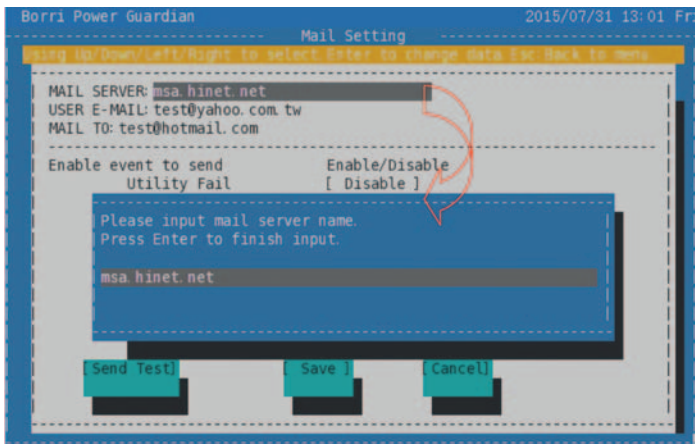 Borri Power Guardian 2015/07/31 13:01 Fri
Mail Setting
Using Up/Down/Left/Right to select Enter to change data Esc Back to menu
MAIL SERVER: msa.hinet.net
USER E-MAIL: test@yahoo.com.tw
MAIL TO: test@hotmail.com
Enable event to send Enable/Disable
Utility Fail [ Disable ]
Please input mail server name.
Press Enter to finish input.
msa.hinet.net
[Send Test] [ Save ] [Cancel]